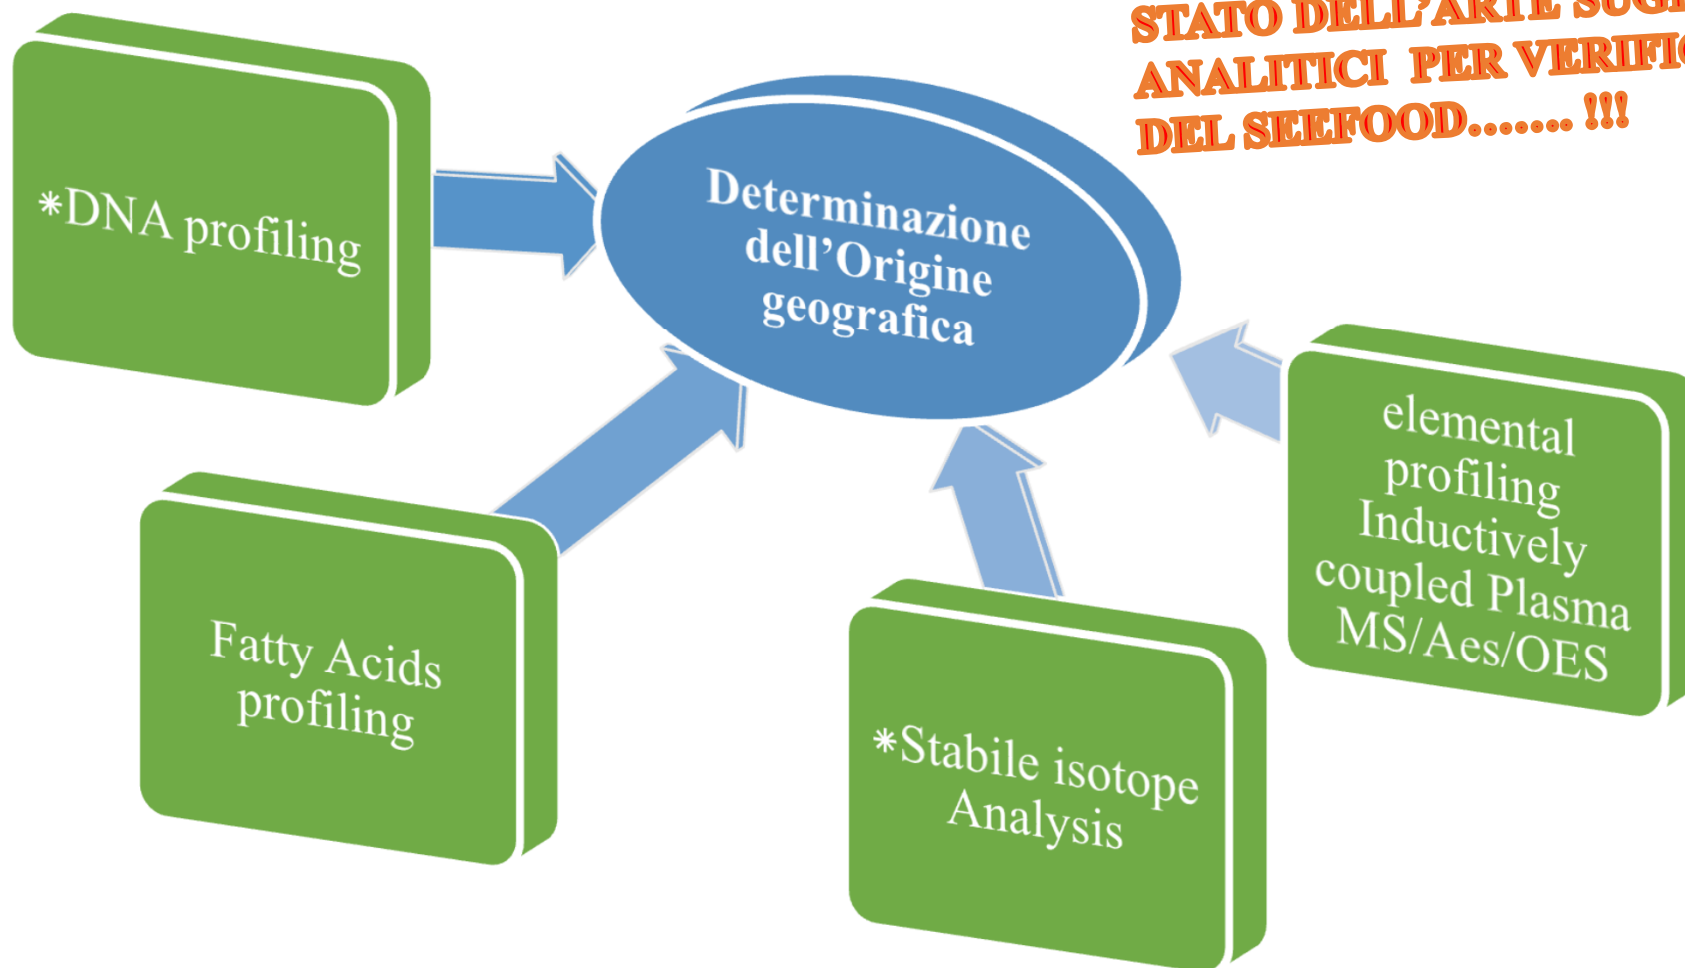 STATO DELL’ARTE
ANALITICI PER
DEL SEEFOOD....... !!!
*DNA profiling
Determinazione
dell’Origine
geografica
elemental
profiling
Inductively
coupled Plasma
MS/Aes/OES
Fatty Acids
profiling
*Stabile isotope
Analysis